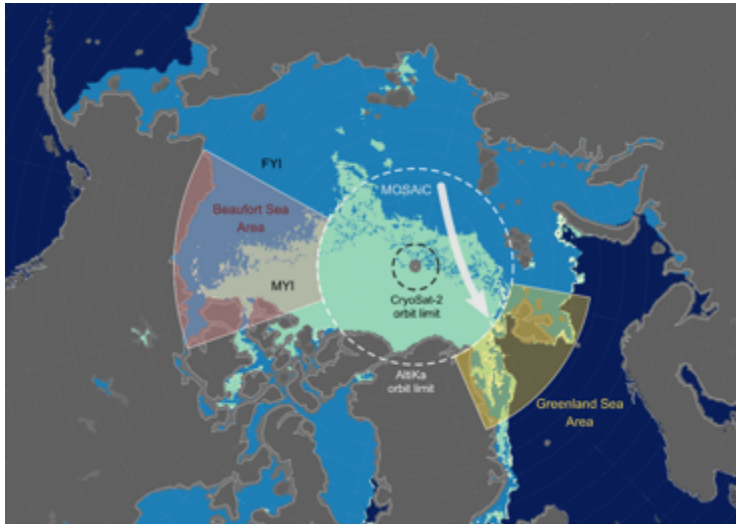 FYI
MOSAiC
Beaufort Sea
Area
MYI
CryoSat-2
orbit limit
AltiKa
orbit limit
Greenland Sea
Area